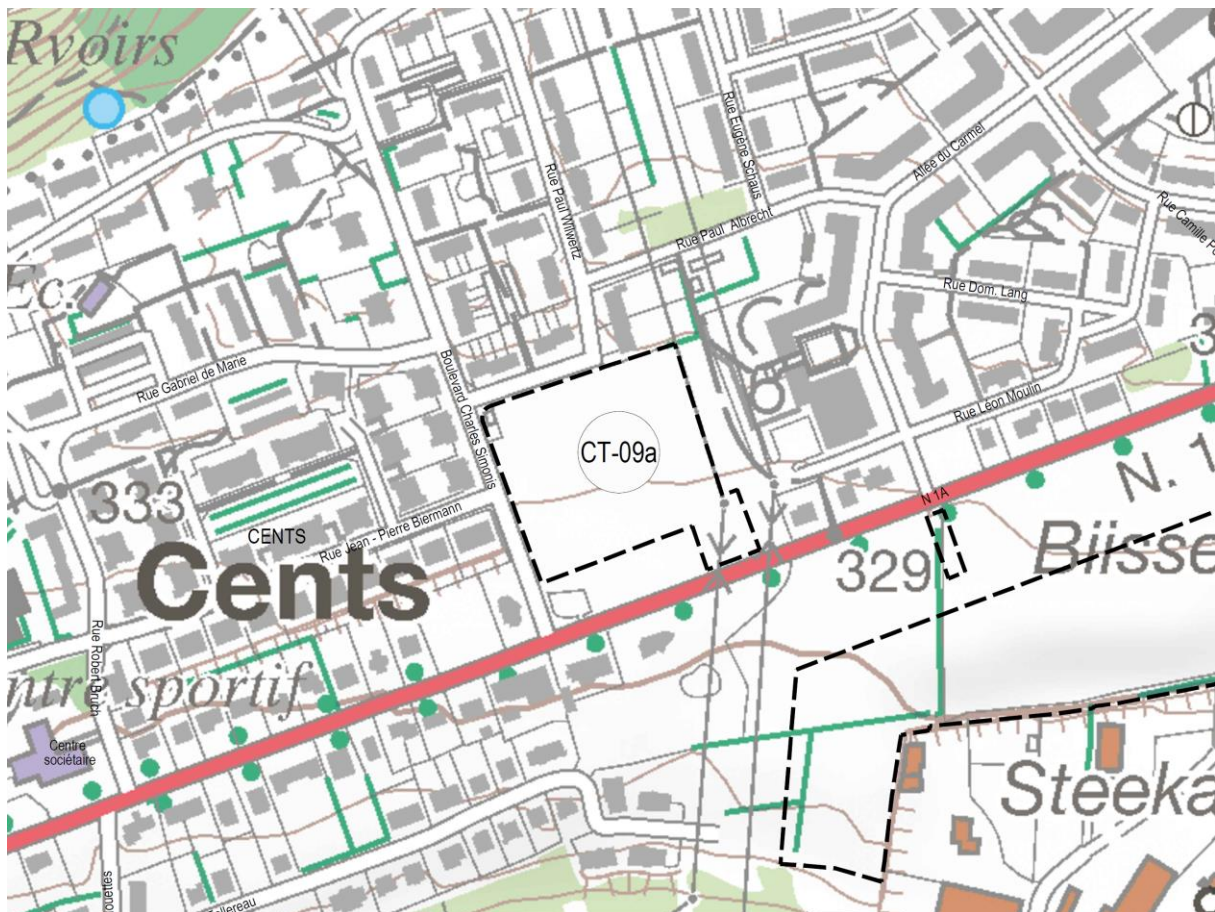 Rvoirs
Rue Eugène Schaus
Allée du Carmel
Rue Paul Wilwertz
Rue Paul Albrecht
Ec.
Rue Dom. Lang
Rue Gabriel de Marie
Boulevard Charles Simonis
Rue Léon Moulin
CT-09a
N. 1
333
N 1A
CENTS
Rue Jean - Pierre Biermann
Cents
329
Biisse
Rue Robert Bruch
ntre sportif
Centre
sociétaire
Steeka